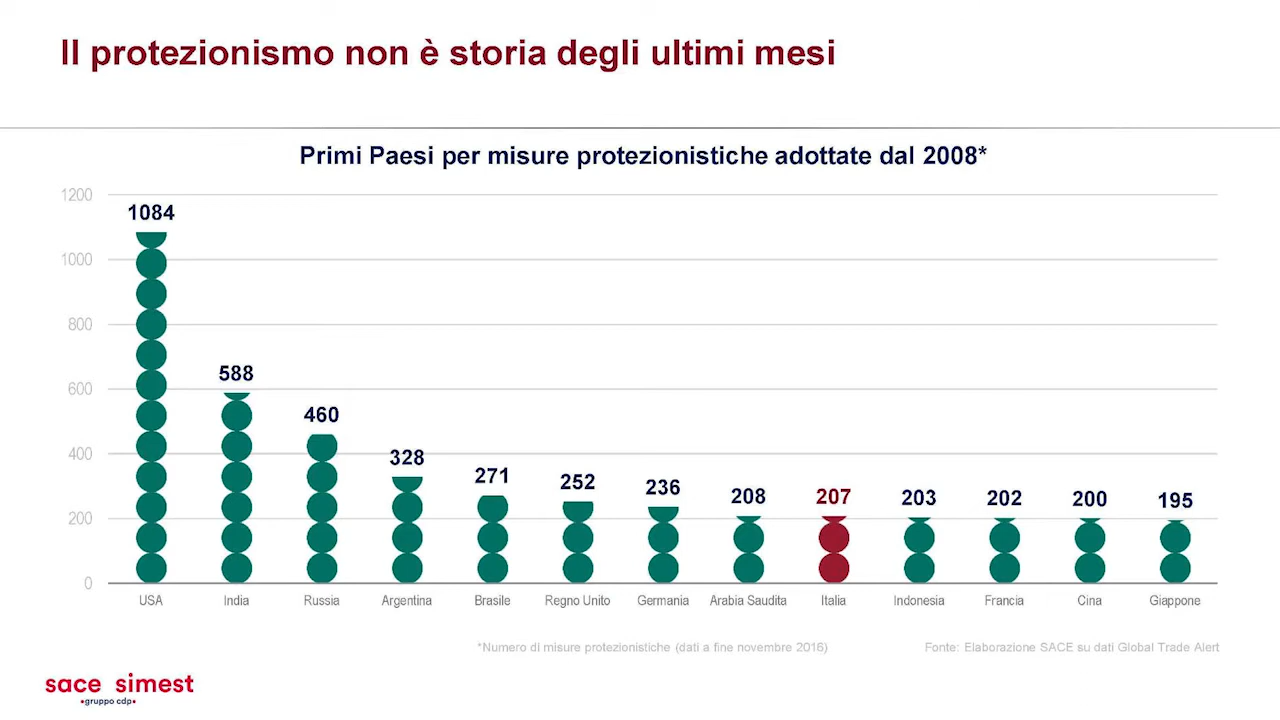 Il protezionismo non è storia degli ultimi mesi
Primi Paesi per misure protezionistiche adottate dal 2008*
1200
1000
800
600
400
200
0
1084
588
460
328
271
252
236
208
207
203
202
200
195
USA
India
Russia
Argentina
Brasile
Regno Unito
Germania
Arabia Saudita
Italia
Indonesia
Francia
Cina
Giappone
*Numero di misure protezionistiche (dati a fine novembre 2016)
Fonte: Elaborazione SACE su dati Global Trade Alert
sace simest
•gruppo cdp•